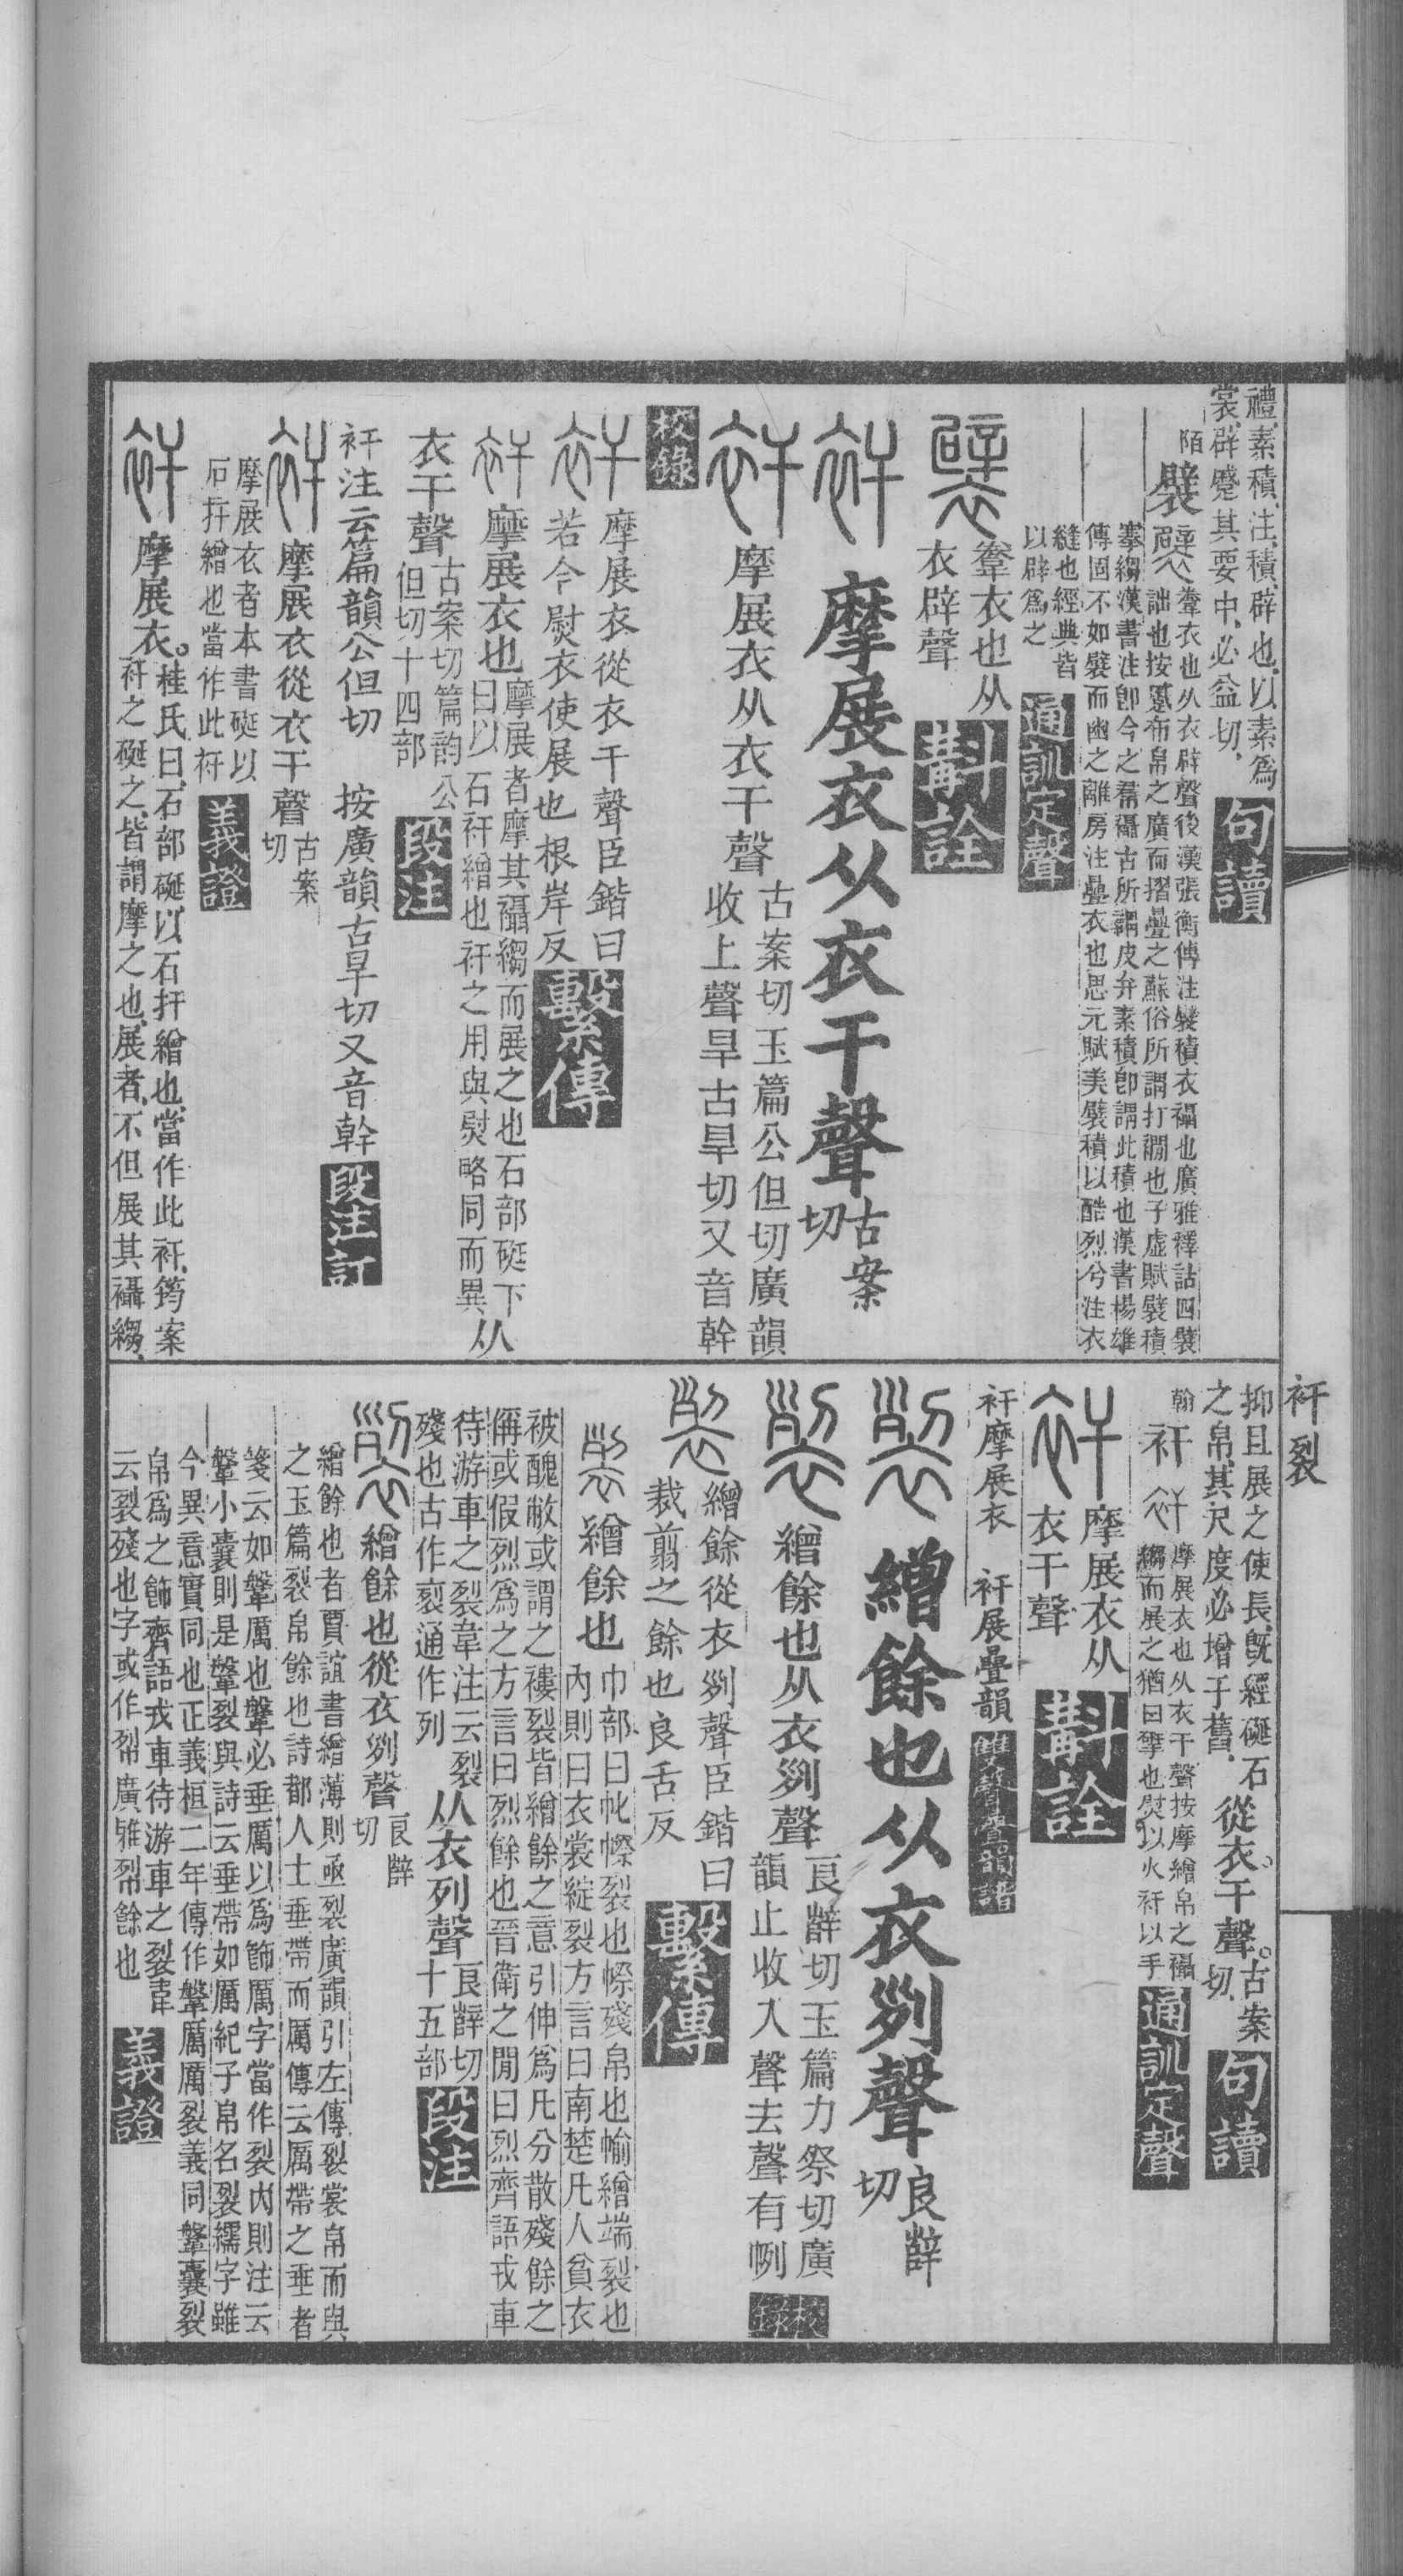 禮素積注積辟也以素爲
裳辟蹙其要中必益切
句讀
陌
襞
韏衣也从衣辟聲後漢張衡傳注襞積衣襵也廣雅釋詁四襞
詘也按蹙布帛之廣而摺疊之蘇俗所謂打襉也子虛賦襞積
褰縐漢書注卽今之帬襵古所謂皮弁素積卽謂此積也漢書楊雄
傳固不如襞而幽之離房注疊衣也思元賦美襞積以酷烈兮注衣
縫也經典皆
以辟爲之
通訓定聲
韏衣也从
衣辟聲
斠詮
摩展衣从衣干聲
古案
切
摩展衣从衣干聲
古案切玉篇公但切廣韻
收上聲旱古旱切又音幹
校錄
摩展衣從衣干聲臣鍇曰
若今熨衣使展也根岸反
繫傳
摩展衣也
摩展者摩其襵縐而展之也石部硟下
曰以石衦繒也衦之用與熨略同而異
从
衣干聲
古案切篇韵公
但切十四部
段注
衦注云篇韻公但切 按廣韻古旱切又音幹
段注訂
摩展衣從衣干聲
古案
切
摩展衣者本書硟以
石扞繒也當作此衦
義證
摩展衣。
桂氏曰石部硟以石扞繒也當作此衦筠案
衦之硟之皆謂摩之也展者不但展其襵縐
衦裂
抑且展之使長旣經硟石
之帛其尺度必增于舊
從衣。干聲。
古案
切
句讀
翰
衦
摩展衣也从衣干聲按摩繒帛之襵
縐而展之猶曰擎也熨以火衦以手
通訓定聲
摩展衣从
衣干聲
斠詮
衦摩展衣 衦展疊韻
雙聲疊韻譜
繒餘也从衣㓞聲
良辥
切
繒餘也从衣㓞聲
良辥切玉篇力祭切廣
韻止收入聲去聲有㤡
校錄
繒餘從衣㓞聲臣鍇曰
裁翦之餘也良舌反
繫傳
繒餘也
巾部曰㡜幏裂也幏殘帛也㡏繒端裂也
內則曰衣裳綻裂方言曰南楚凡人貧衣
被醜敝或謂之褸裂皆繒餘之意引伸爲凡分散殘餘之
偁或假烈爲之方言曰烈餘也晉衛之閒曰烈齊語戎車
待游車之裂韋注云裂
殘也古作裂通作列
从衣列聲
良辥切
十五部
段注
繒餘也從衣㓞聲
良辥
切
繒餘也者賈誼書繒薄則亟裂廣韻引左傳裂裳帛而與
之玉篇裂帛餘也詩都人士垂帶而厲傳云厲帶之垂者
箋云如鞶厲也鞶必垂厲以爲飾厲字當作裂內則注云
鞶小囊則是鞶裂與詩云垂帶如厲紀子帛名裂繻字雖
今異意實同也正義桓二年傳作鞶厲厲裂義同鞶囊裂
帛爲之飾齊語戎車待游車之裂韋
云裂殘也字或作㡂廣雅㡂餘也
義證